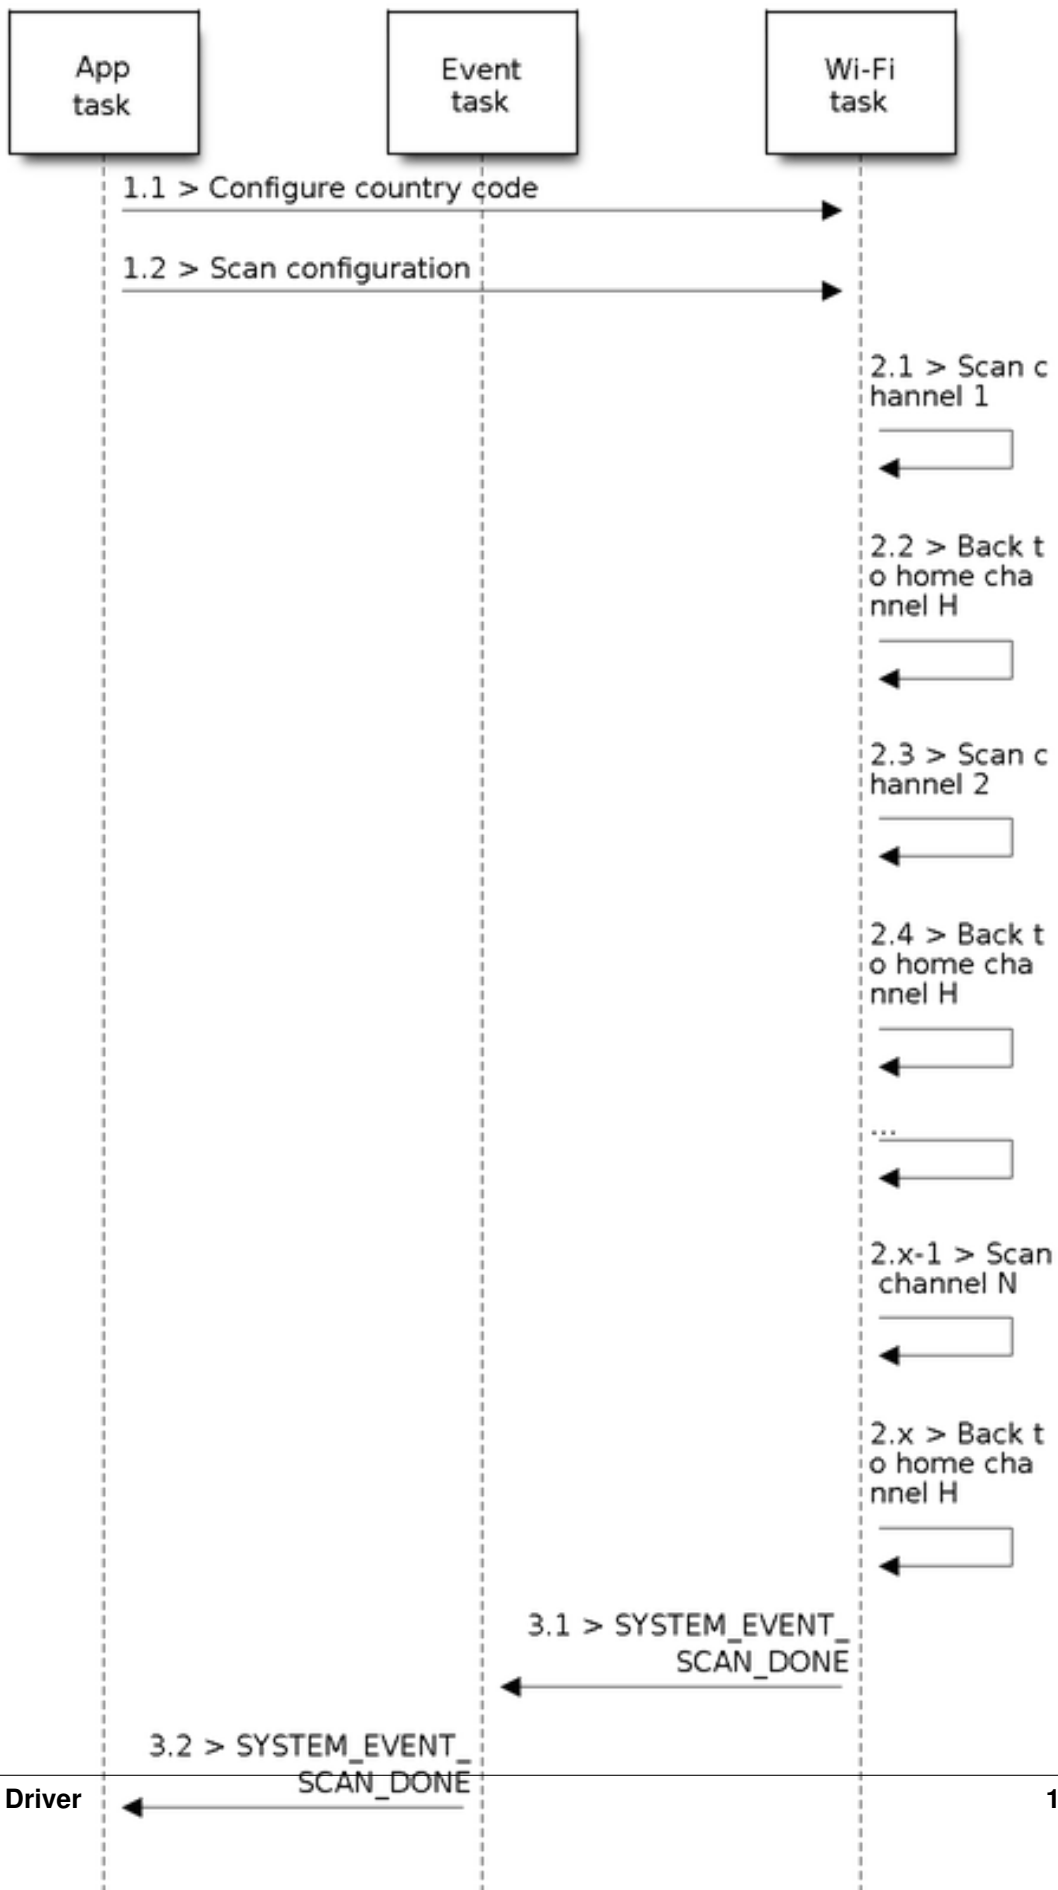 App
task
Event
task
Wi-Fi
task
1.1 > Configure country code
1.2 > Scan configuration
2.1 > Scan c
hannel 1
2.2 > Back t
o home cha
nnel H
2.3 > Scan c
hannel 2
2.4 > Back t
o home cha
nnel H
...
2.x-1 > Scan
channel N
2.x > Back t
o home cha
nnel H
3.1 > SYSTEM_EVENT_
SCAN_DONE
3.2 > SYSTEM_EVENT_
SCAN_DONE
Driver
1